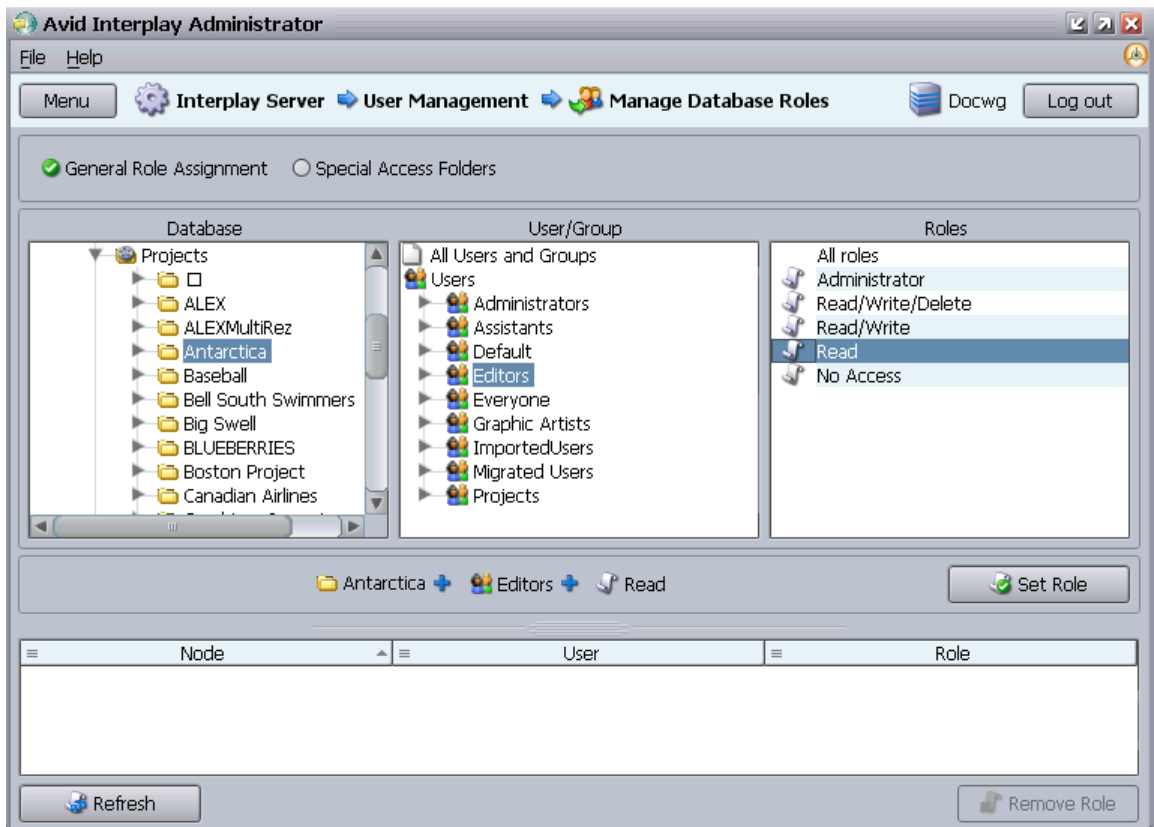 Avid Interplay Administrator
File Help
Menu Interplay Server User Management Manage Database Roles Docwg Log out
General Role Assignment Special Access Folders
Database
Projects
ALEX
ALEXMultiRez
Antarctica
Baseball
Bell South Swimmers
Big Swell
BLUEBERRIES
Boston Project
Canadian Airlines
User/Group
All Users and Groups
Users
Administrators
Assistants
Default
Editors
Everyone
Graphic Artists
ImportedUsers
Migrated Users
Projects
Roles
All roles
Administrator
Read/Write/Delete
Read/Write
Read
No Access
Antarctica + Editors + Read Set Role
Node User Role
Refresh Remove Role